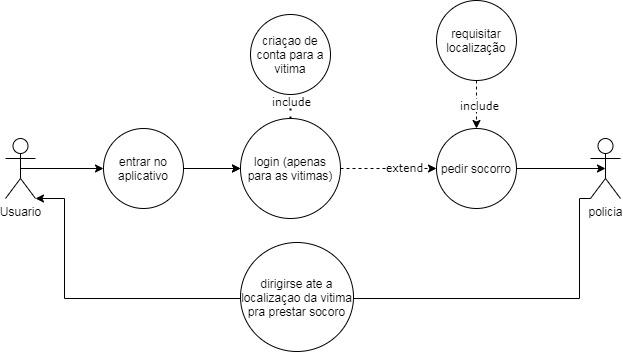 criaçao de
conta para a
vitima
requisitar
localização
include
include
entrar no
aplicativo
login (apenas
para as vitimas)
extend
pedir socorro
Usuario
policia
dirigirse ate a
localizaçao da vitima
pra prestar socoro